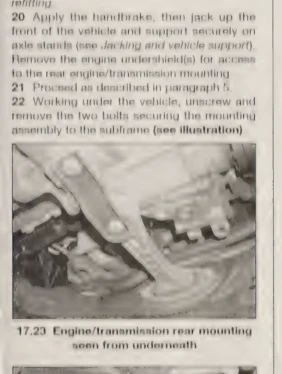 refitting.
20 Apply the handbrake, then jack up the
front of the vehicle and support securely on
axle stands (see Jacking and vehicle support).
Remove the engine undershield(s) for access
to the rear engine/transmission mounting
21 Proceed as described in paragraph 5.
22 Working under the vehicle, unscrew and
remove the two bolts securing the mounting
assembly to the subframe (see illustration)
17.23 Engine/transmission rear mounting
seen from underneath